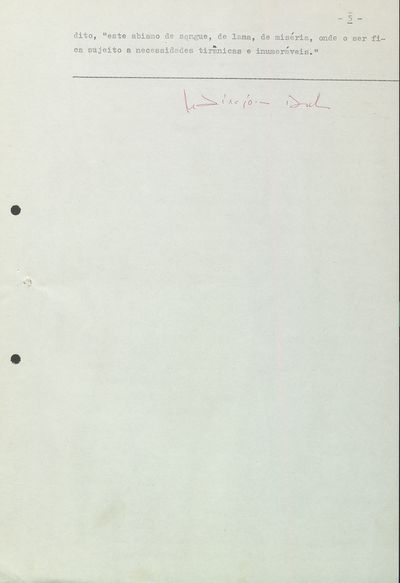 - 5 -
dito, "este abismo de sangue, de lama, de miséria, onde o ser fi-
ca sujeito a necessidades tirânicas e inumeráveis."